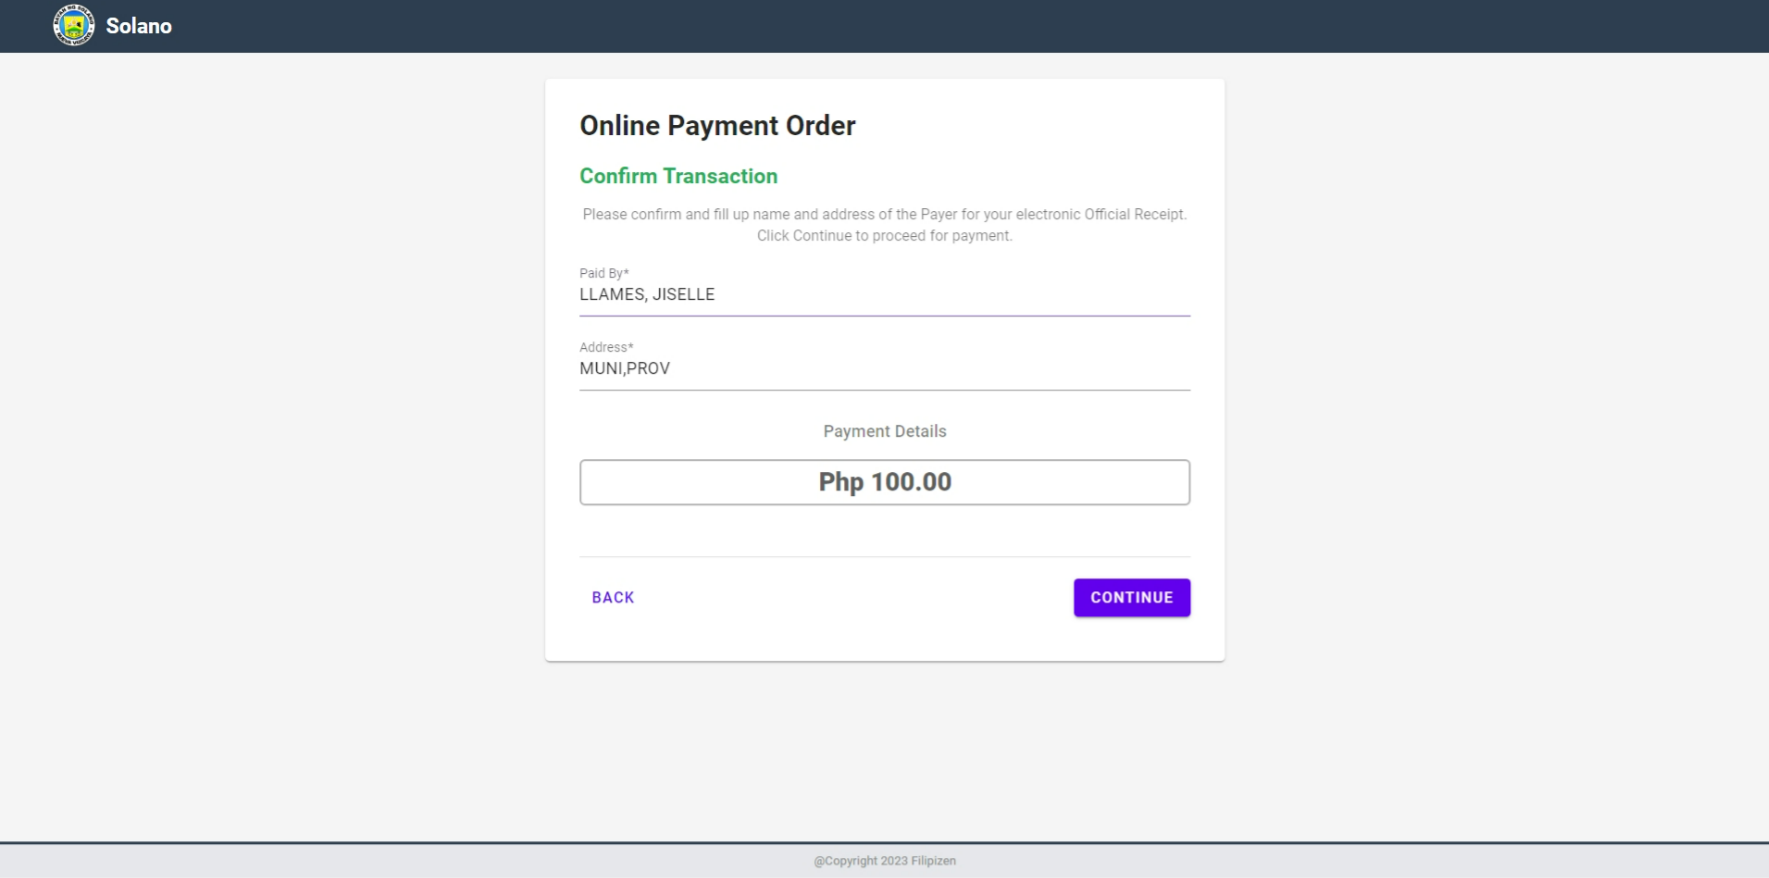 Solano
Online Payment Order
Confirm Transaction
Please confirm and fill up name and address of the Payer for your electronic Official Receipt.
Click Continue to proceed for payment.
Paid By*
LLAMES, JISELLE
Address*
MUNI,PROV
Payment Details
Php 100.00
BACK
CONTINUE
@Copyright 2023 Filipizen